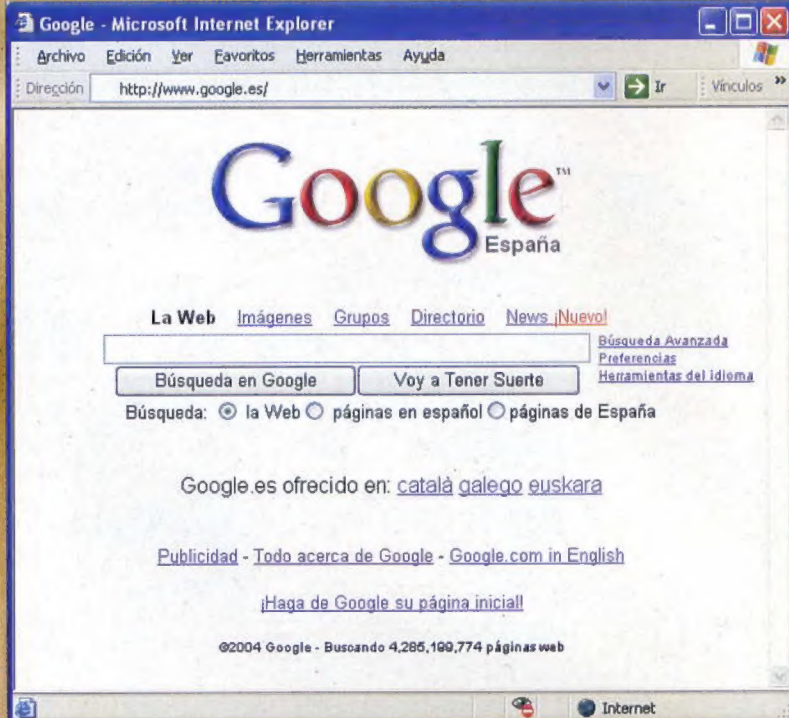 Google - Microsoft Internet Explorer
Archivo Edición Ver Favoritos Herramientas Ayuda
Dirección http://www.google.es/ Ir Vínculos »
Google™
España
La Web Imágenes Grupos Directorio News ¡Nuevo!
Búsqueda Avanzada
Preferencias
Herramientas del idioma
Búsqueda en Google Voy a Tener Suerte
Búsqueda: la Web páginas en español páginas de España
Google.es ofrecido en: català galego euskara
Publicidad - Todo acerca de Google - Google.com in English
¡Haga de Google su página inicial!
©2004 Google - Buscando 4,285,199,774 páginas web
Internet